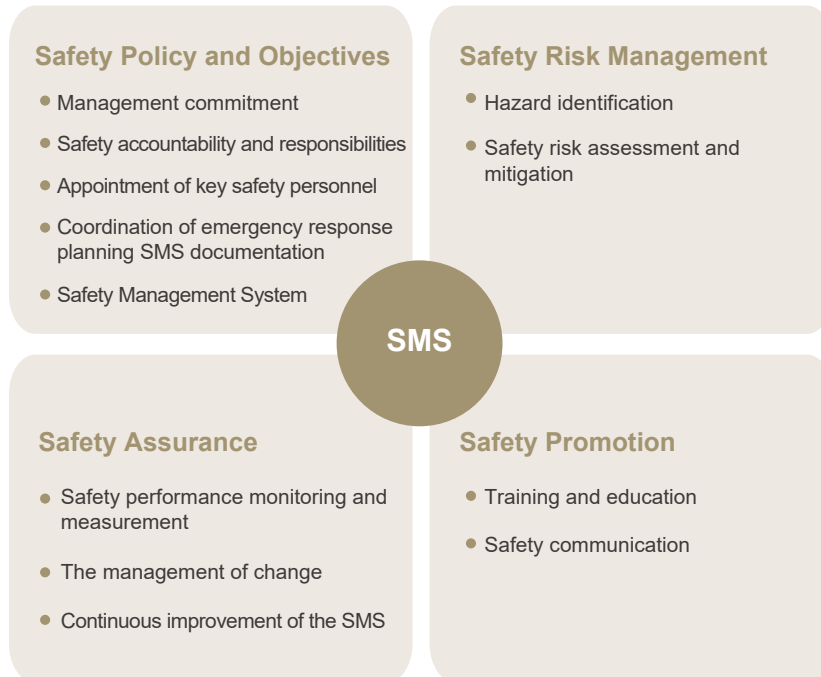 Safety Policy and Objectives
Management commitment
Safety accountability and responsibilities
Appointment of key safety personnel
Coordination of emergency response
planning SMS documentation
Safety Management System
Safety Risk Management
Hazard identification
Safety risk assessment and
mitigation
SMS
Safety Assurance
Safety performance monitoring and
measurement
The management of change
Continuous improvement of the SMS
Safety Promotion
Training and education
Safety communication